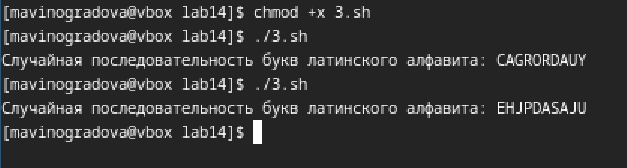 [mavinogradova@vbox lab14]$ chmod +x 3.sh
[mavinogradova@vbox lab14]$ ./3.sh
Случайная последовательность букв латинского алфавита: CAGRORDAUY
[mavinogradova@vbox lab14]$ ./3.sh
Случайная последовательность букв латинского алфавита: EHJPDASAJU
[mavinogradova@vbox lab14]$